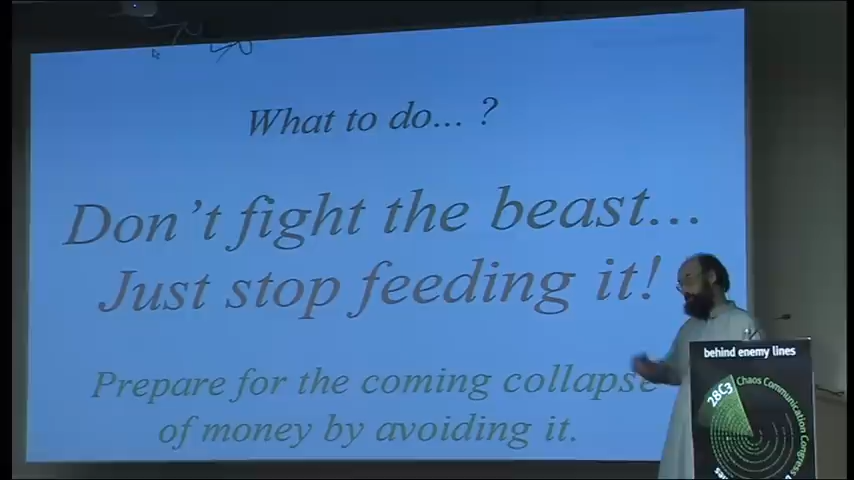 What to do... ?
Don't fight the beast...
Just stop feeding it!
Prepare for the coming collapse
of money by avoiding it.
behind enemy lines
28C3
Chaos Communication Congress